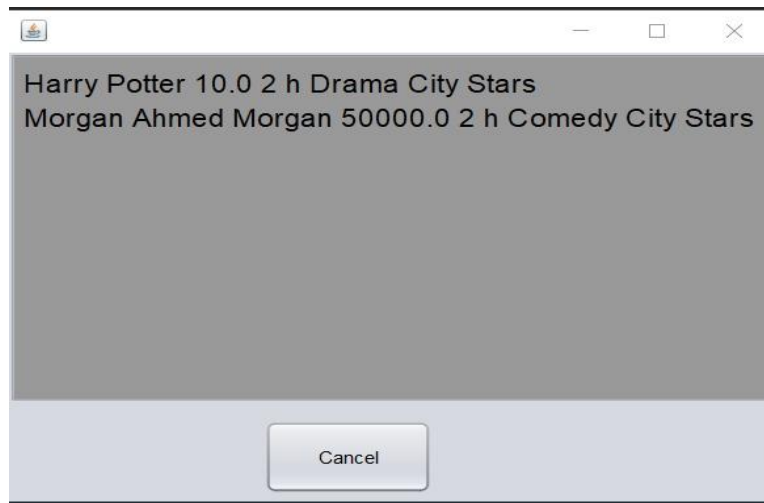 Harry Potter 10.0 2 h Drama City Stars
Morgan Ahmed Morgan 50000.0 2 h Comedy City Stars
Cancel